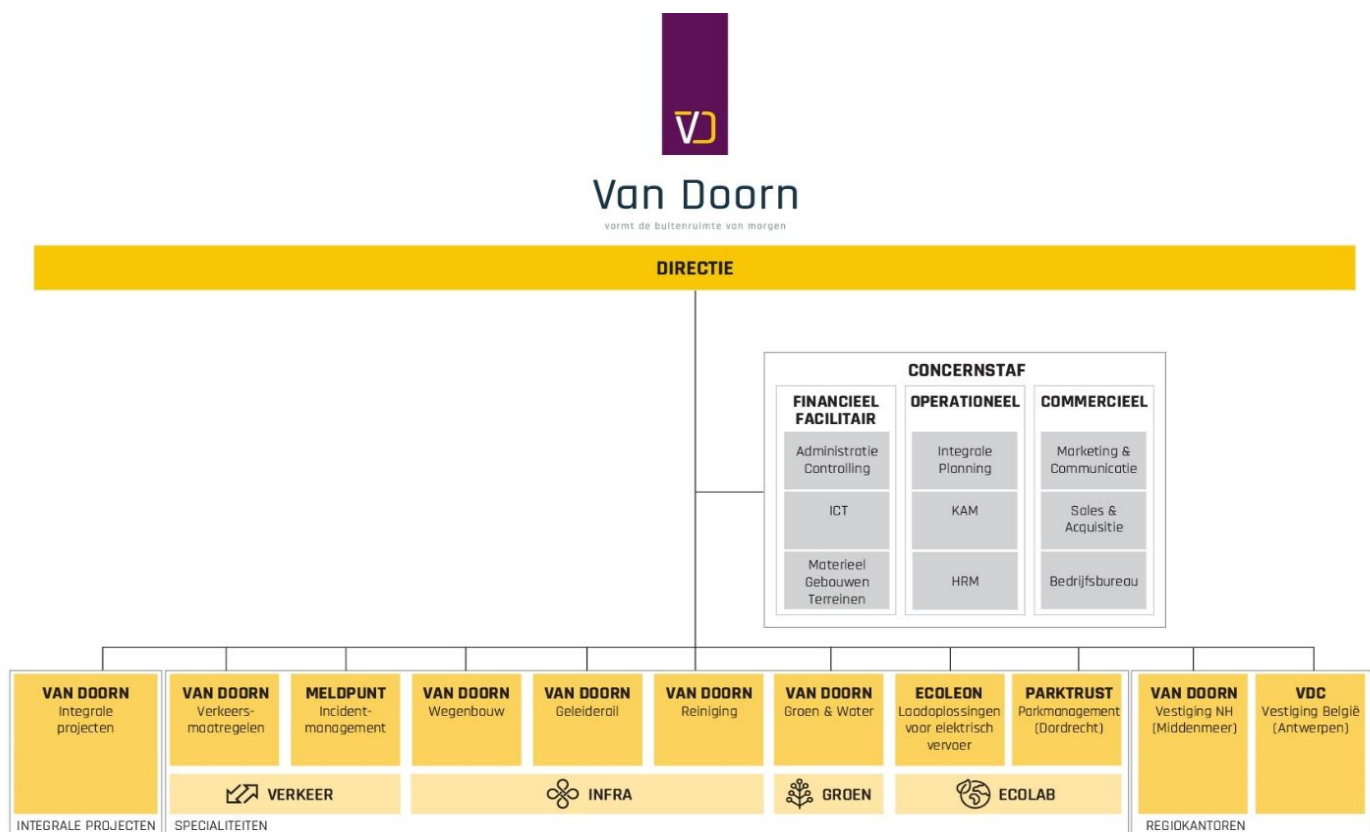 VD
Van Doorn
vormt de buitenruimte van morgen
DIRECTIE
CONCERNSTAF
FINANCIEEL
FACILITAIR
Administratie
Controlling
ICT
Materieel
Gebouwen
Terreinen
OPERATIONEEL
Integrale
Planning
KAM
HRM
COMMERCIEEL
Marketing &
Communicatie
Sales &
Acquisitie
Bedrijfsbureau
VAN DOORN
Integrale
projecten
INTEGRALE PROJECTEN
VAN DOORN
Verkeers-
maatregelen
MELDPUNT
Incident-
management
VERKEER
VAN DOORN
Wegenbouw
VAN DOORN
Geleiderail
VAN DOORN
Reiniging
INFRA
VAN DOORN
Groen & Water
GROEN
ECOLEON
Laadoplossingen
voor elektrisch
vervoer
PARKTRUST
Parkmanagement
(Dordrecht)
ECOLAB
SPECIALITEITEN
VAN DOORN
Vestiging NH
(Middenmeer)
VDC
Vestiging België
(Antwerpen)
REGIOKANTOREN